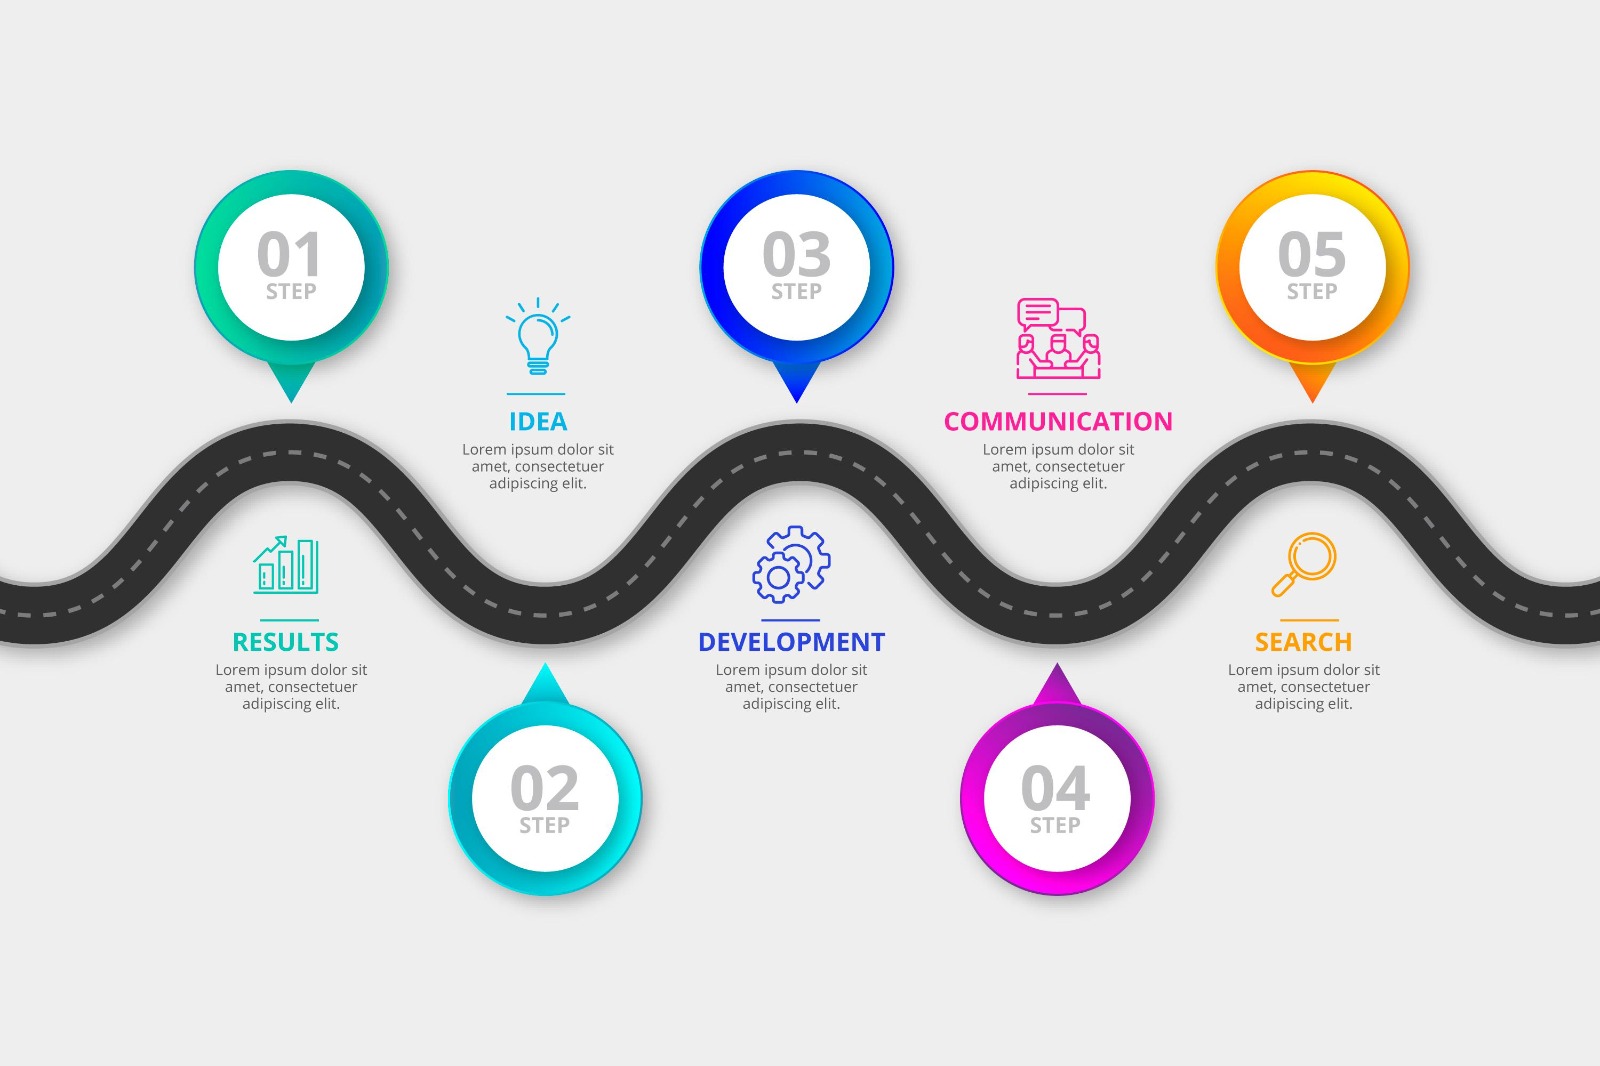 01
STEP
RESULTS
Lorem ipsum dolor sit
amet, consectetuer
adipiscing elit.
IDEA
Lorem ipsum dolor sit
amet, consectetuer
adipiscing elit.
02
STEP
03
STEP
DEVELOPMENT
Lorem ipsum dolor sit
amet, consectetuer
adipiscing elit.
COMMUNICATION
Lorem ipsum dolor sit
amet, consectetuer
adipiscing elit.
04
STEP
05
STEP
SEARCH
Lorem ipsum dolor sit
amet, consectetuer
adipiscing elit.